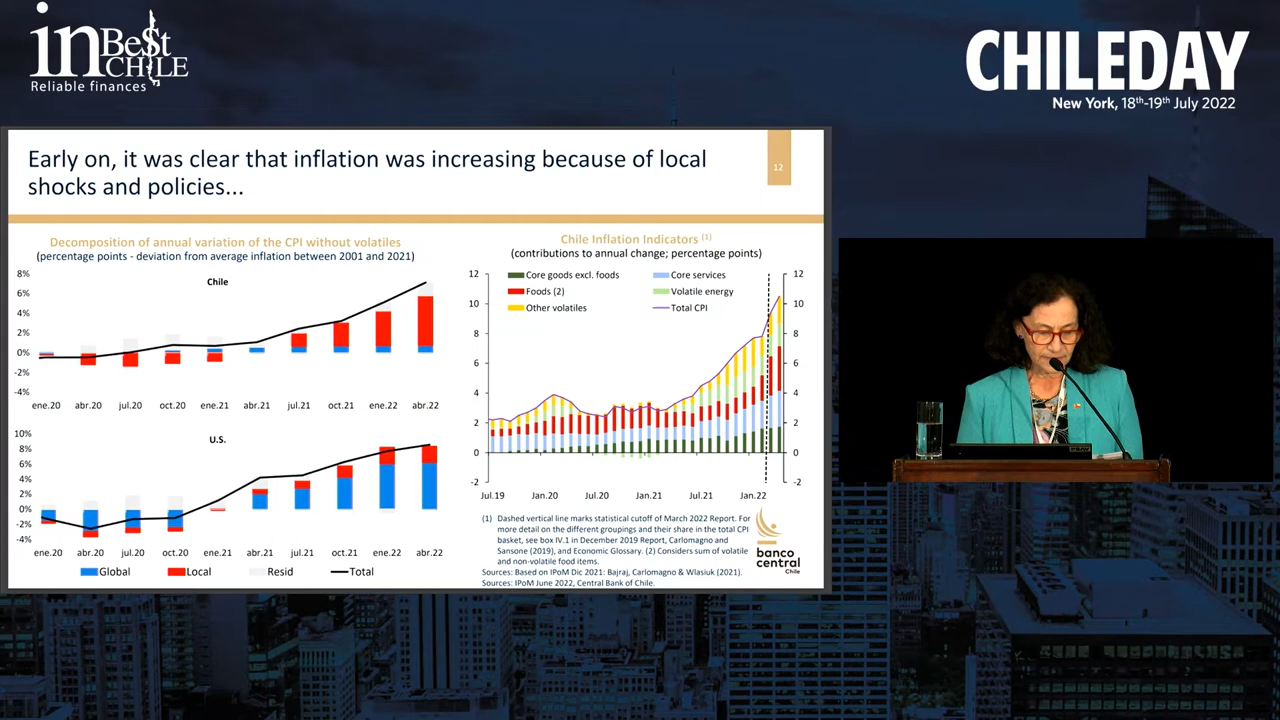 inBe$t
CHILE
Reliable finances
CHILEDAY
New York, 18th-19th July 2022
Early on, it was clear that inflation was increasing because of local
shocks and policies...
12
Decomposition of annual variation of the CPI without volatiles
(percentage points - deviation from average inflation between 2001 and 2021)
Chile
8%
6%
4%
2%
0%
-2%
-4%
ene.20 abr.20 jul.20 oct.20 ene.21 abr.21 jul.21 oct.21 ene.22 abr.22
U.S.
10%
8%
6%
4%
2%
0%
-2%
-4%
ene.20 abr.20 jul.20 oct.20 ene.21 abr.21 jul.21 oct.21 ene.22 abr.22
Global Local Resid Total
Chile Inflation Indicators (1)
(contributions to annual change; percentage points)
Core goods excl. foods Core services
Foods (2) Volatile energy
Other volatiles Total CPI
12 12
10 10
8 8
6 6
4 4
2 2
0 0
-2 -2
Jul.19 Jan.20 Jul.20 Jan.21 Jul.21 Jan.22
(1) Dashed vertical line marks statistical cutoff of March 2022 Report. For
more detail on the different groupings and their share in the total CPI
basket, see box IV.1 in December 2019 Report, Carlomagno and
Sansone (2019), and Economic Glossary. (2) Considers sum of volatile
and non-volatile food items.
Sources: Based on IPoM Dic 2021: Bajraj, Carlomagno & Wlasiuk (2021).
Sources: IPoM June 2022, Central Bank of Chile.
banco
central
Chile